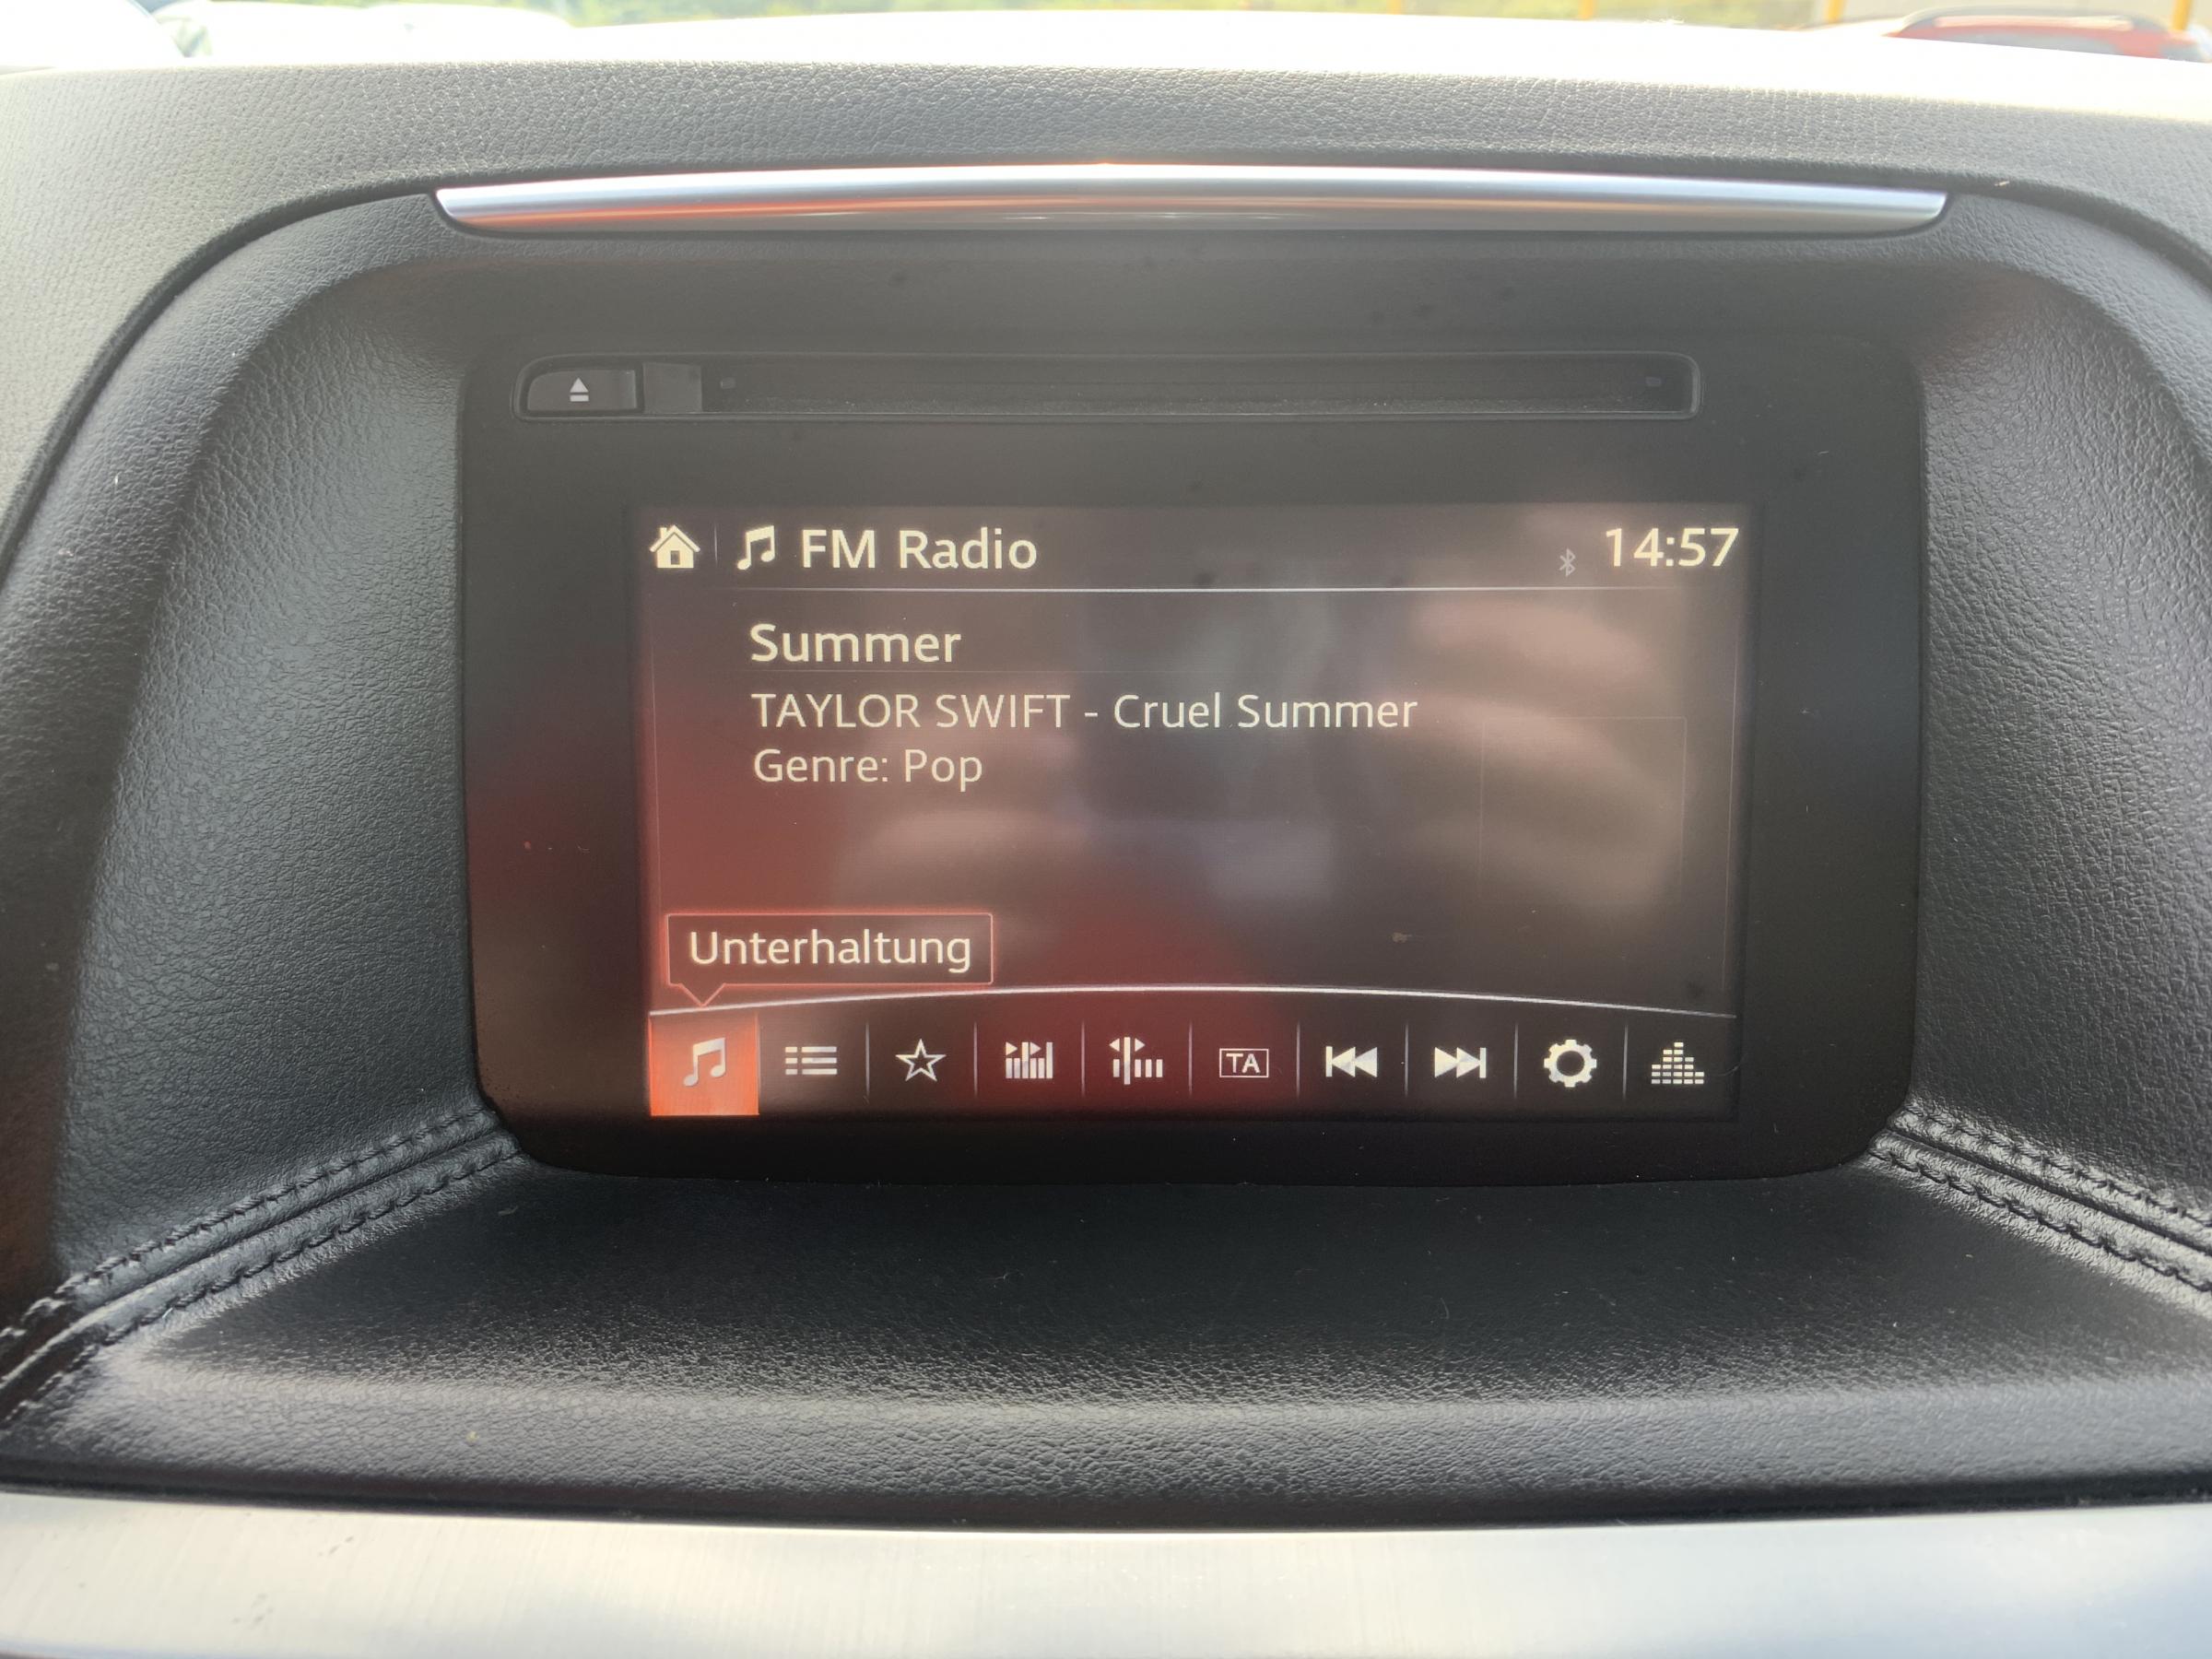 FM Radio
14:57
Summer
TAYLOR SWIFT - Cruel Summer
Genre: Pop
Unterhaltung
TA